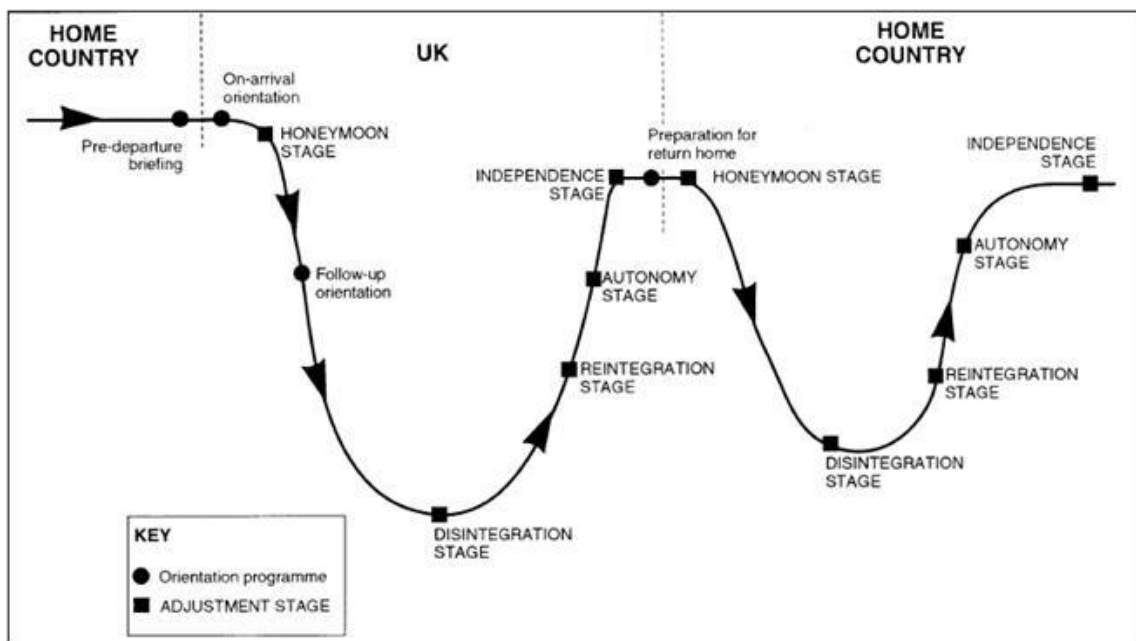 HOME
COUNTRY
UK
HOME
COUNTRY
On-arrival
orientation
Pre-departure
briefing
HONEYMOON
STAGE
Follow-up
orientation
DISINTEGRATION
STAGE
REINTEGRATION
STAGE
AUTONOMY
STAGE
INDEPENDENCE
STAGE
Preparation for
return home
HONEYMOON STAGE
DISINTEGRATION
STAGE
REINTEGRATION
STAGE
AUTONOMY
STAGE
INDEPENDENCE
STAGE
KEY
Orientation programme
ADJUSTMENT STAGE